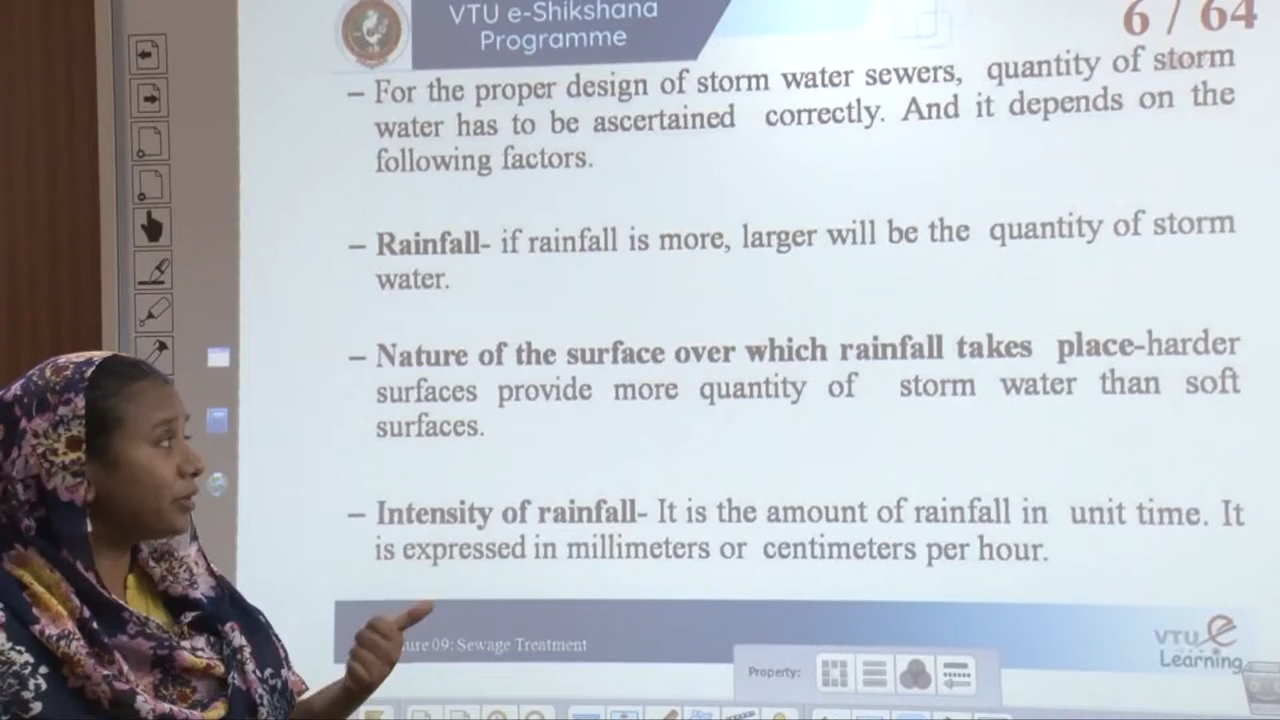 VTU e-Shikshana
Programme
6 / 64
– For the proper design of storm water sewers, quantity of storm
water has to be ascertained correctly. And it depends on the
following factors.
– Rainfall- if rainfall is more, larger will be the quantity of storm
water.
– Nature of the surface over which rainfall takes place-harder
surfaces provide more quantity of storm water than soft
surfaces.
– Intensity of rainfall- It is the amount of rainfall in unit time. It
is expressed in millimeters or centimeters per hour.
ure 09: Sewage Treatment
VTU e
Learning
Property: